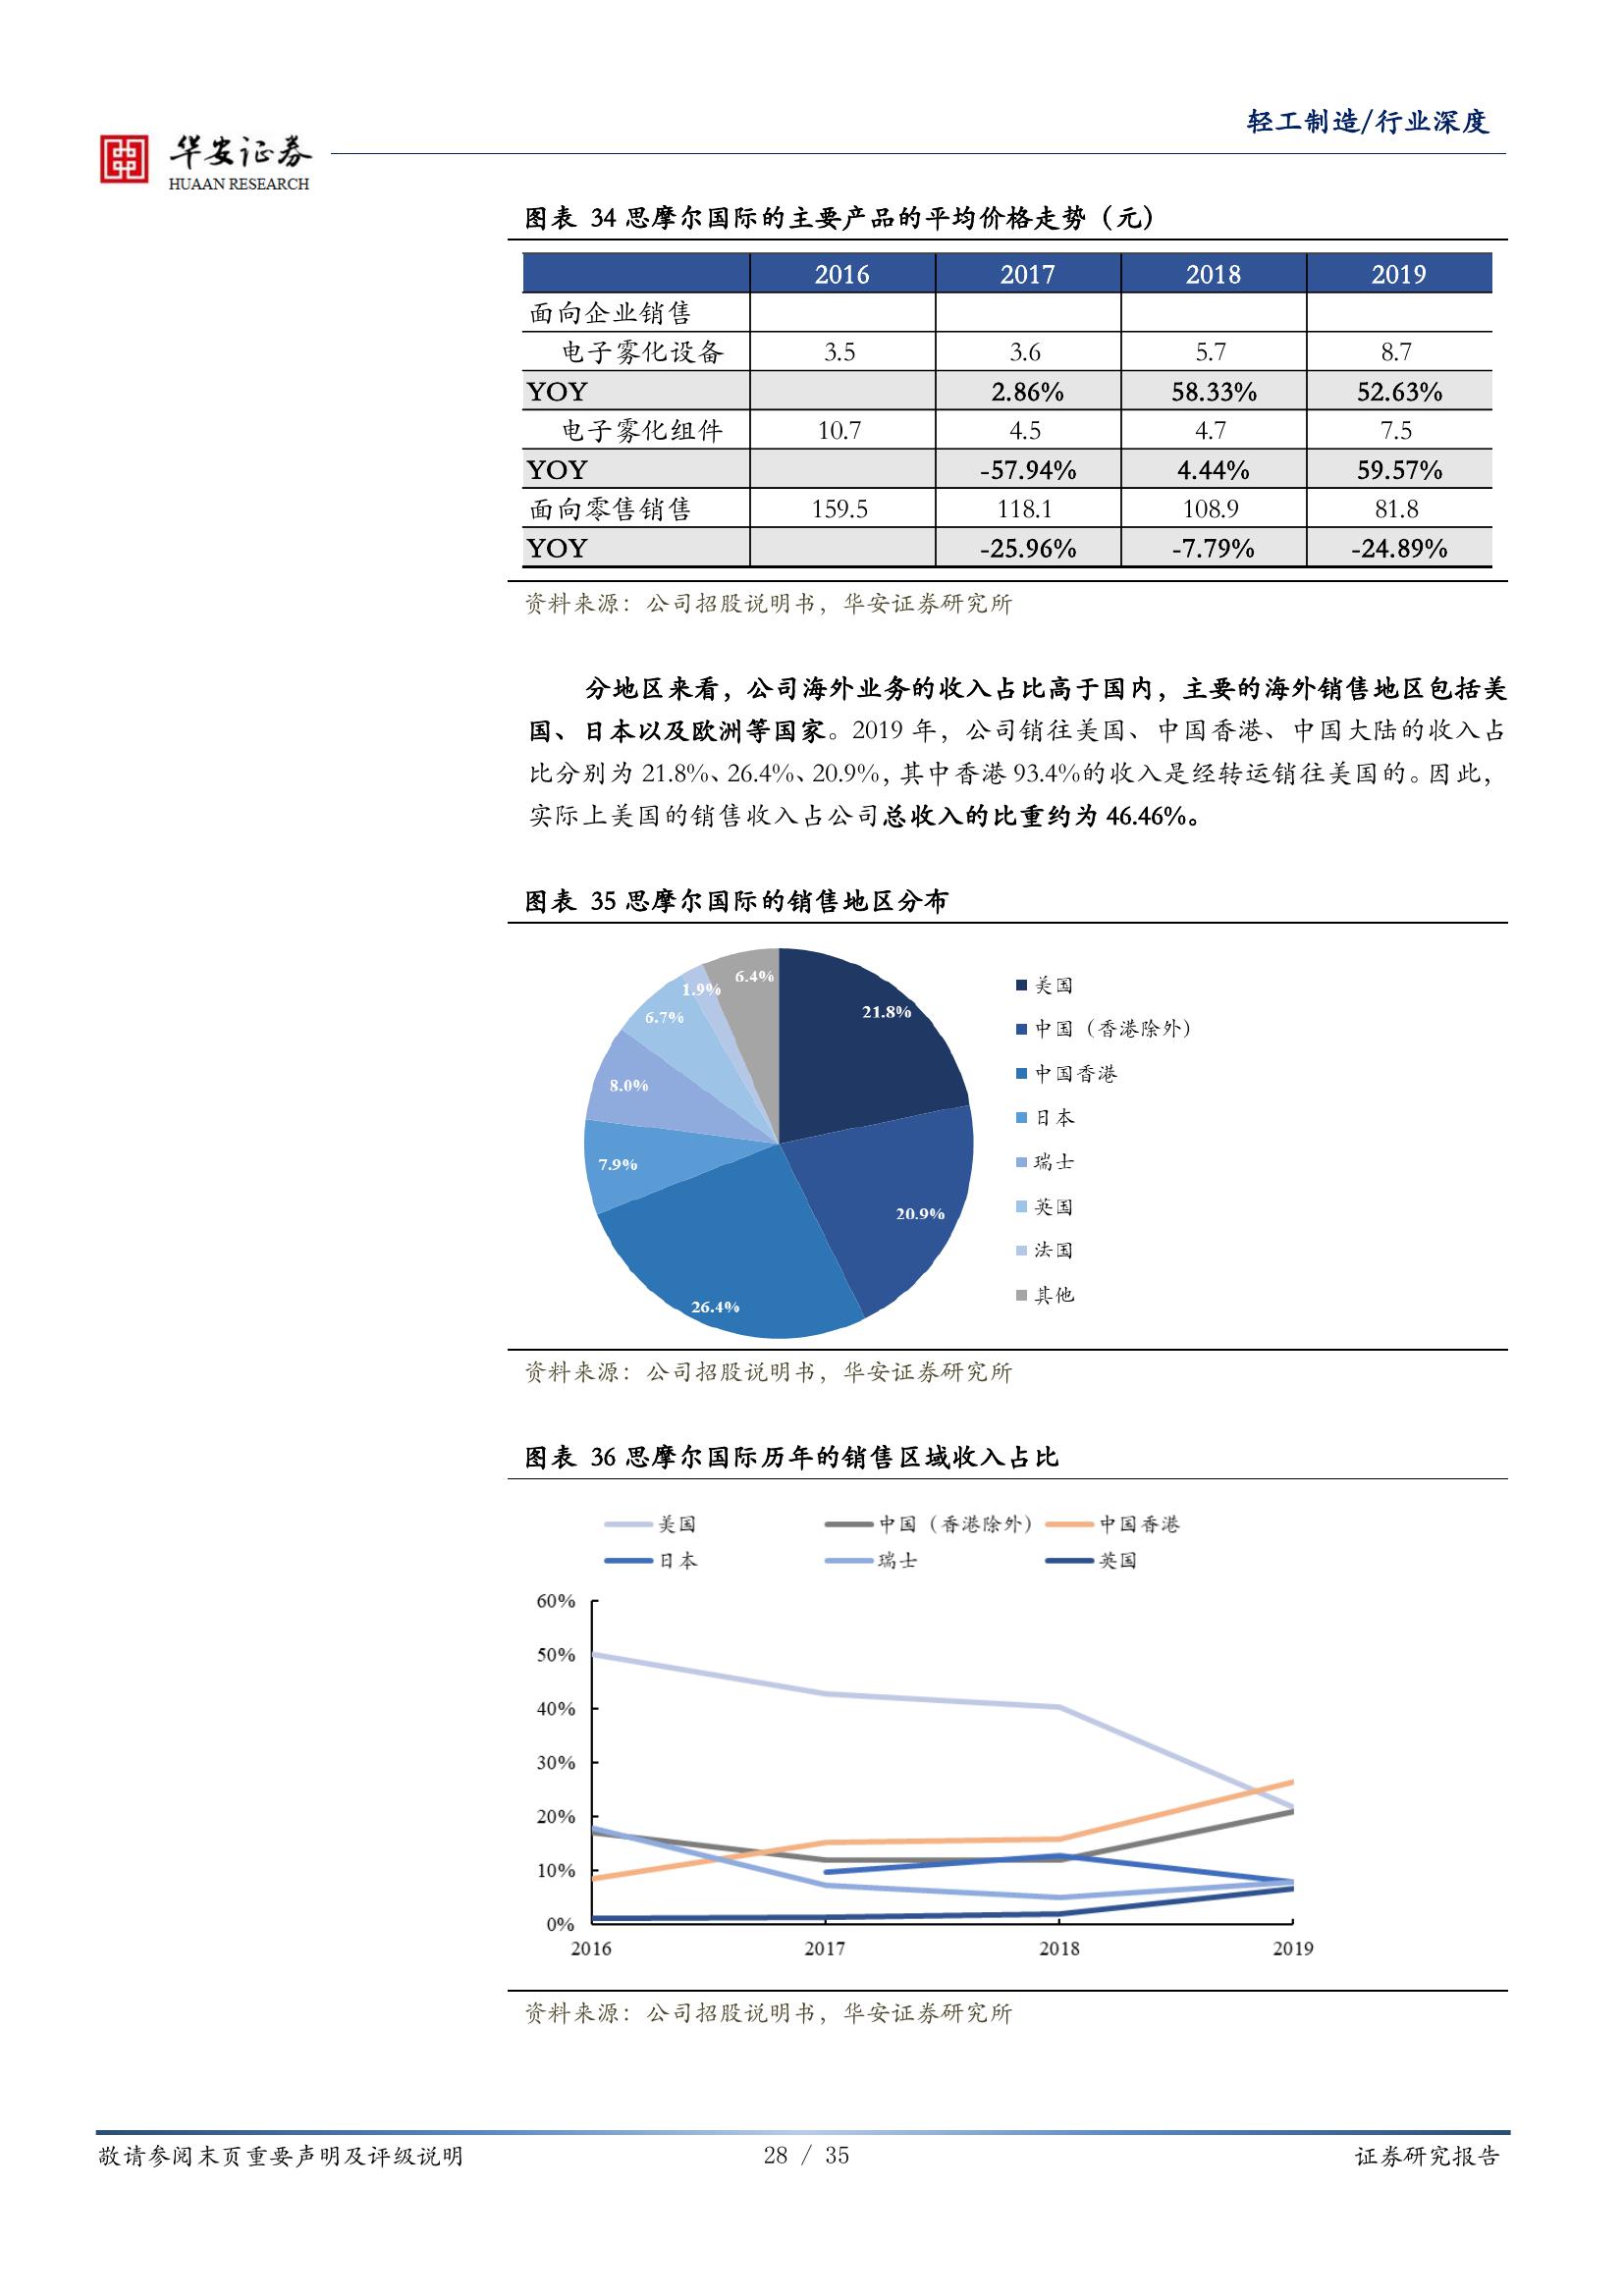 轻工制造/行业深度
华安证券
HUAAN RESEARCH
图表 34 思摩尔国际的主要产品的平均价格走势（元）
2016 2017 2018 2019
面向企业销售
电子雾化设备 3.5 3.6 5.7 8.7
YOY 2.86% 58.33% 52.63%
电子雾化组件 10.7 4.5 4.7 7.5
YOY -57.94% 4.44% 59.57%
面向零售销售 159.5 118.1 108.9 81.8
YOY -25.96% -7.79% -24.89%
资料来源：公司招股说明书，华安证券研究所
分地区来看，公司海外业务的收入占比高于国内，主要的海外销售地区包括美
国、日本以及欧洲等国家。2019 年，公司销往美国、中国香港、中国大陆的收入占
比分别为 21.8%、26.4%、20.9%，其中香港 93.4%的收入是经转运销往美国的。因此，
实际上美国的销售收入占公司总收入的比重约为 46.46%。
图表 35 思摩尔国际的销售地区分布
21.8%
20.9%
26.4%
7.9%
8.0%
6.7%
1.9%
6.4%
美国
中国（香港除外）
中国香港
日本
瑞士
英国
法国
其他
资料来源：公司招股说明书，华安证券研究所
图表 36 思摩尔国际历年的销售区域收入占比
美国 中国（香港除外） 中国香港
日本 瑞士 英国
60%
50%
40%
30%
20%
10%
0%
2016 2017 2018 2019
资料来源：公司招股说明书，华安证券研究所
敬请参阅末页重要声明及评级说明 28 / 35 证券研究报告